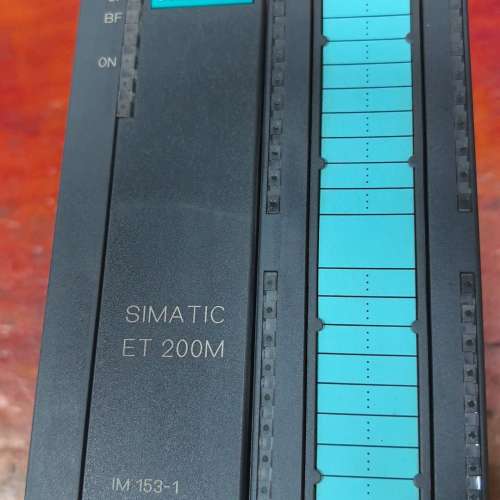 BF
ON
SIMATIC
ET 200M
IM 153-1